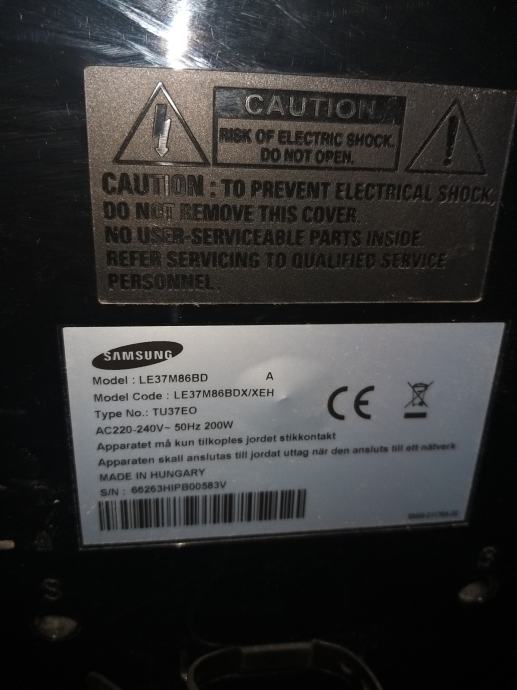 CAUTION
RISK OF ELECTRIC SHOCK.
DO NOT OPEN.
CAUTION : TO PREVENT ELECTRICAL SHOCK,
DO NOT REMOVE THIS COVER.
NO USER-SERVICEABLE PARTS INSIDE.
REFER SERVICING TO QUALIFIED SERVICE
PERSONNEL.
SAMSUNG
Model : LE37M86BD A
Model Code : LE37M86BDX/XEH
Type No.: TU37EO
AC220-240V~ 50Hz 200W
Apparatet må kun tilkoples jordet stikkontakt
Apparaten skall anslutas till jordat uttag når den ansluts till ett nätverk
MADE IN HUNGARY
S/N : 66263HIPB00583V
CE
S
S